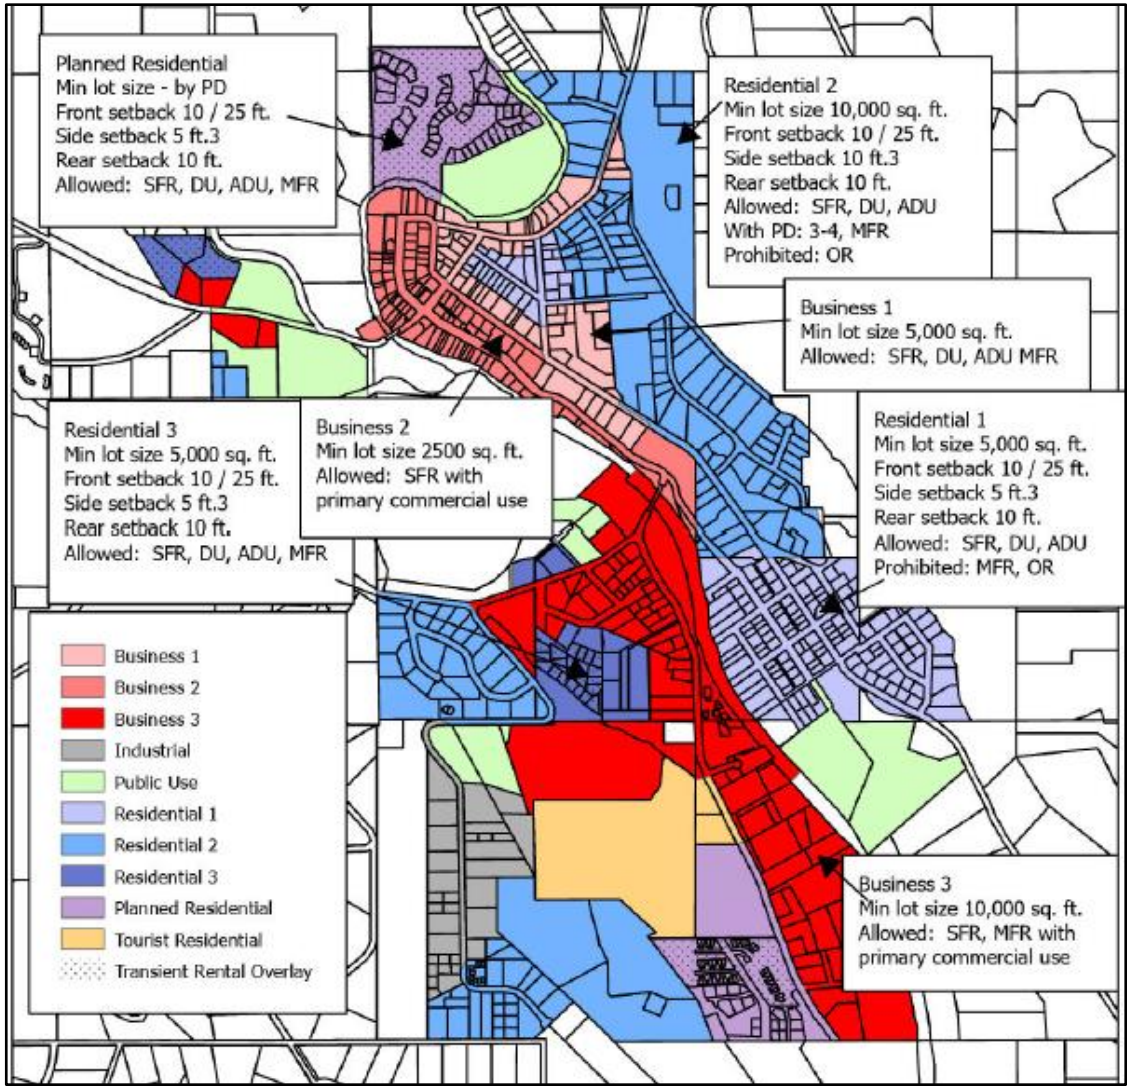 Planned Residential
Min lot size - by PD
Front setback 10 / 25 ft.
Side setback 5 ft.3
Rear setback 10 ft.
Allowed: SFR, DU, ADU, MFR
Residential 2
Min lot size 10,000 sq. ft.
Front setback 10 / 25 ft.
Side setback 10 ft.3
Rear setback 10 ft.
Allowed: SFR, DU, ADU
With PD: 3-4, MFR
Prohibited: OR
Business 1
Min lot size 5,000 sq. ft.
Allowed: SFR, DU, ADU MFR
Residential 3
Min lot size 5,000 sq. ft.
Front setback 10 / 25 ft.
Side setback 5 ft.3
Rear setback 10 ft.
Allowed: SFR, DU, ADU, MFR
Business 2
Min lot size 2500 sq. ft.
Allowed: SFR with
primary commercial use
Residential 1
Min lot size 5,000 sq. ft.
Front setback 10 / 25 ft.
Side setback 5 ft.3
Rear setback 10 ft.
Allowed: SFR, DU, ADU
Prohibited: MFR, OR
Business 1
Business 2
Business 3
Industrial
Public Use
Residential 1
Residential 2
Residential 3
Planned Residential
Tourist Residential
Transient Rental Overlay
Business 3
Min lot size 10,000 sq. ft.
Allowed: SFR, MFR with
primary commercial use